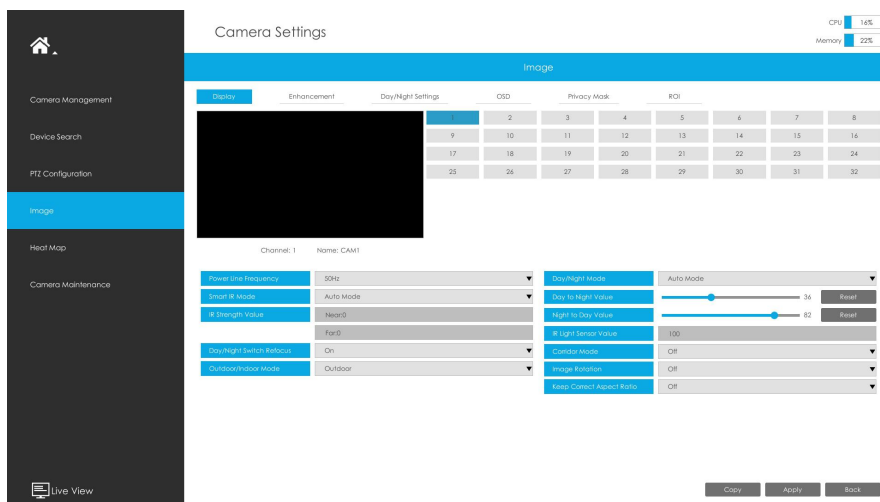 Camera Settings
CPU 16%
Memory 22%
Image
Camera Management
Device Search
PTZ Configuration
Image
Heat Map
Camera Maintenance
Live View
Display Enhancement Day/Night Settings OSD Privacy Mask ROI
1 2 3 4 5 6 7 8
9 10 11 12 13 14 15 16
17 18 19 20 21 22 23 24
25 26 27 28 29 30 31 32
Channel: 1 Name: CAM1
Power Line Frequency 50Hz
Smart IR Mode Auto Mode
IR Strength Value Near:0
Far:0
Day/Night Switch Refocus On
Outdoor/Indoor Mode Outdoor
Day/Night Mode Auto Mode
Day to Night Value 36 Reset
Night to Day Value 82 Reset
IR Light Sensor Value 100
Corridor Mode Off
Image Rotation Off
Keep Correct Aspect Ratio Off
Copy Apply Back